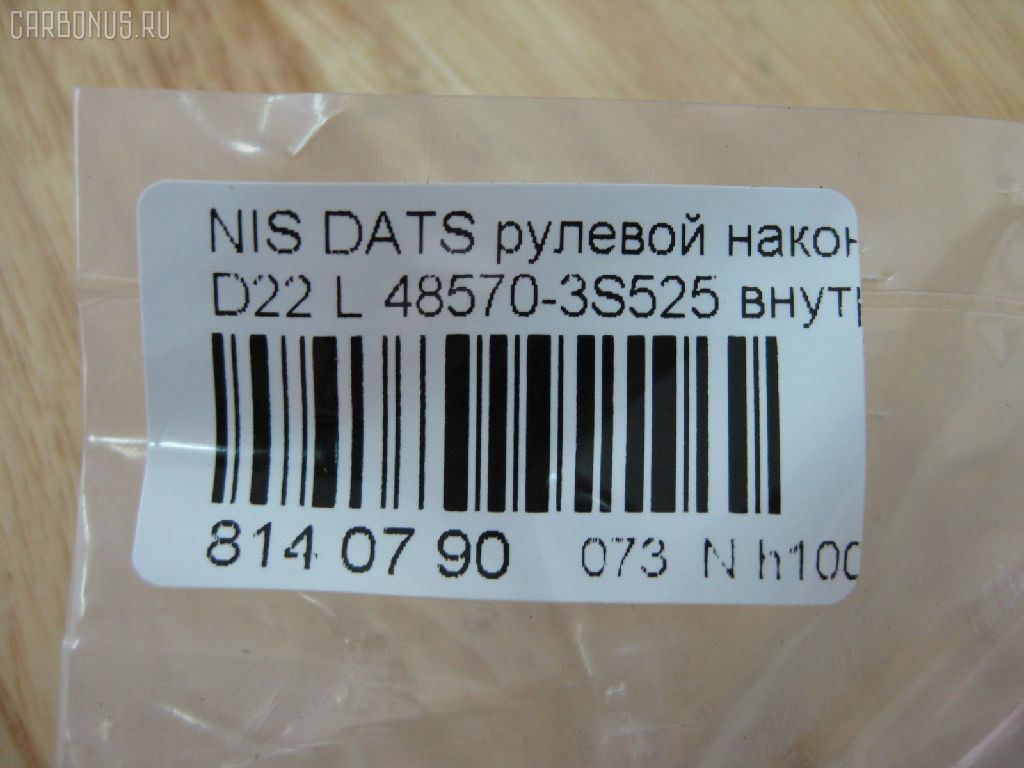 CARBONUS.RU
NIS DATS рулевой након
D22 L 48570-3S525 внутр
814 07 90 073 N h100